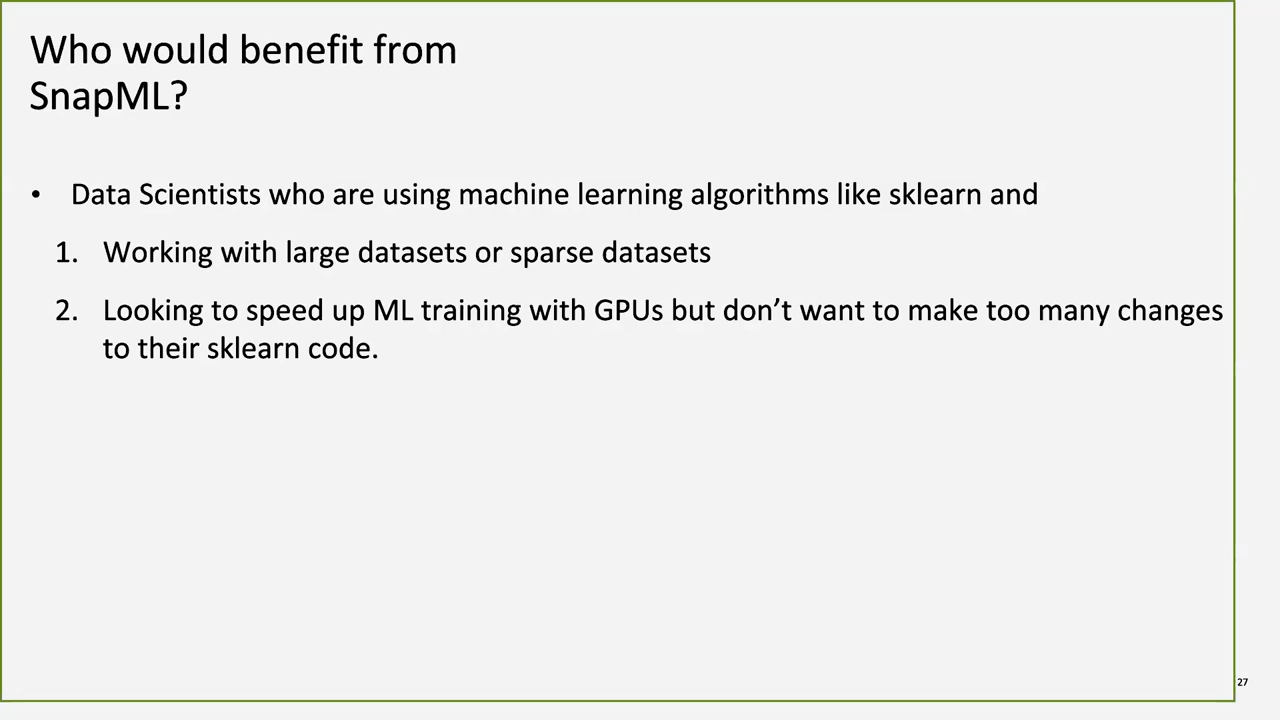 Who would benefit from
SnapML?
• Data Scientists who are using machine learning algorithms like sklearn and
1. Working with large datasets or sparse datasets
2. Looking to speed up ML training with GPUs but don’t want to make too many changes
to their sklearn code.
27